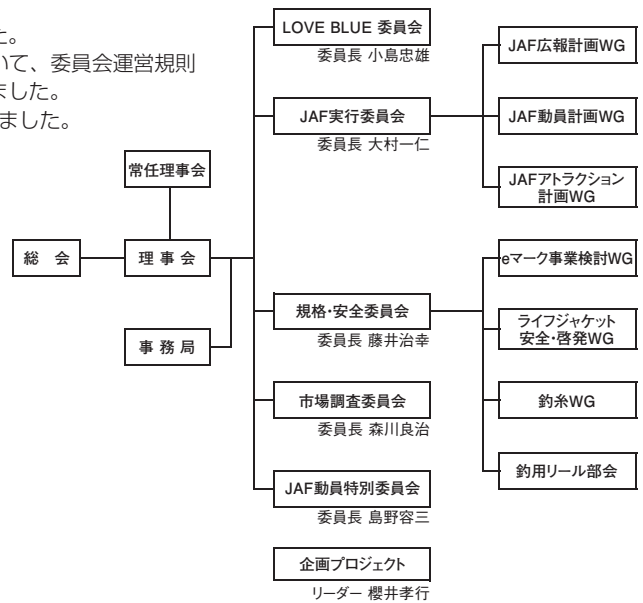 た。
いて、委員会運営規則
ました。
ました。
常任理事会
総 会
理 事 会
事 務 局
LOVE BLUE 委員会
委員長 小島忠雄
JAF実行委員会
委員長 大村一仁
規格・安全委員会
委員長 藤井治幸
市場調査委員会
委員長 森川良治
JAF動員特別委員会
委員長 島野容三
企画プロジェクト
リーダー 櫻井孝行
JAF広報計画WG
JAF動員計画WG
JAFアトラクション
計画WG
eマーク事業検討WG
ライフジャケット
安全・啓発WG
釣糸WG
釣用リール部会